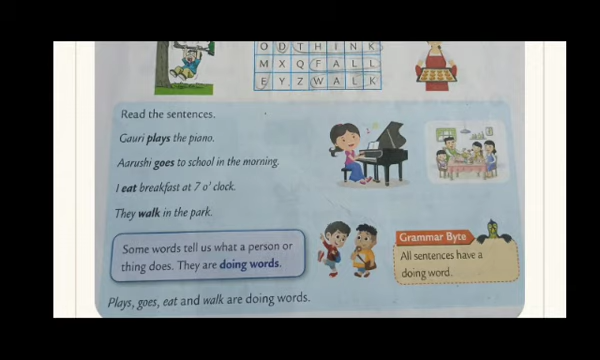 O D T H I N K
M X Q F A L L
E Y Z W A L K
Read the sentences.
Gauri plays the piano.
Aarushi goes to school in the morning.
I eat breakfast at 7 o' clock.
They walk in the park.
Some words tell us what a person or
thing does. They are doing words.
Grammar Byte
All sentences have a
doing word.
Plays, goes, eat and walk are doing words.